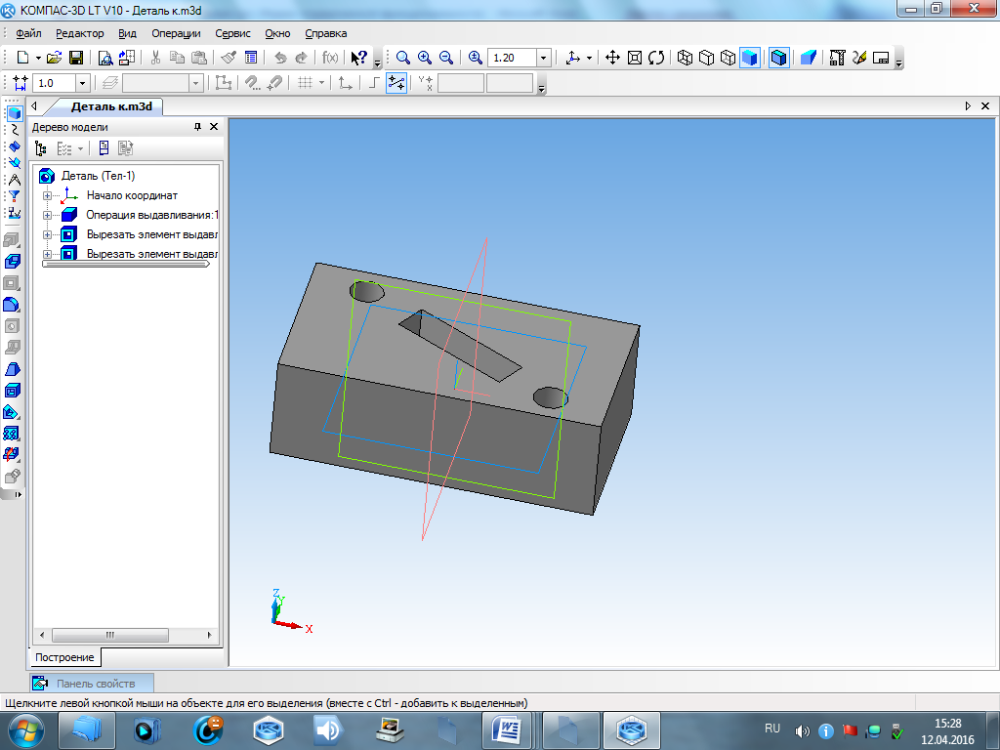 КОМПАС-3D LT V10 - Деталь к.m3d
Файл Редактор Вид Операции Сервис Окно Справка
1.20
f(x)
1.0
Деталь к.m3d
Дерево модели
Деталь (Тел-1)
Начало координат
Операция выдавливания:1
Вырезать элемент выдавл
Вырезать элемент выдавл
Z
Y
X
Построение
Панель свойств
Щелкните левой кнопкой мыши на объекте для его выделения (вместе с Ctrl - добавить к выделенным)
RU
15:28
12.04.2016